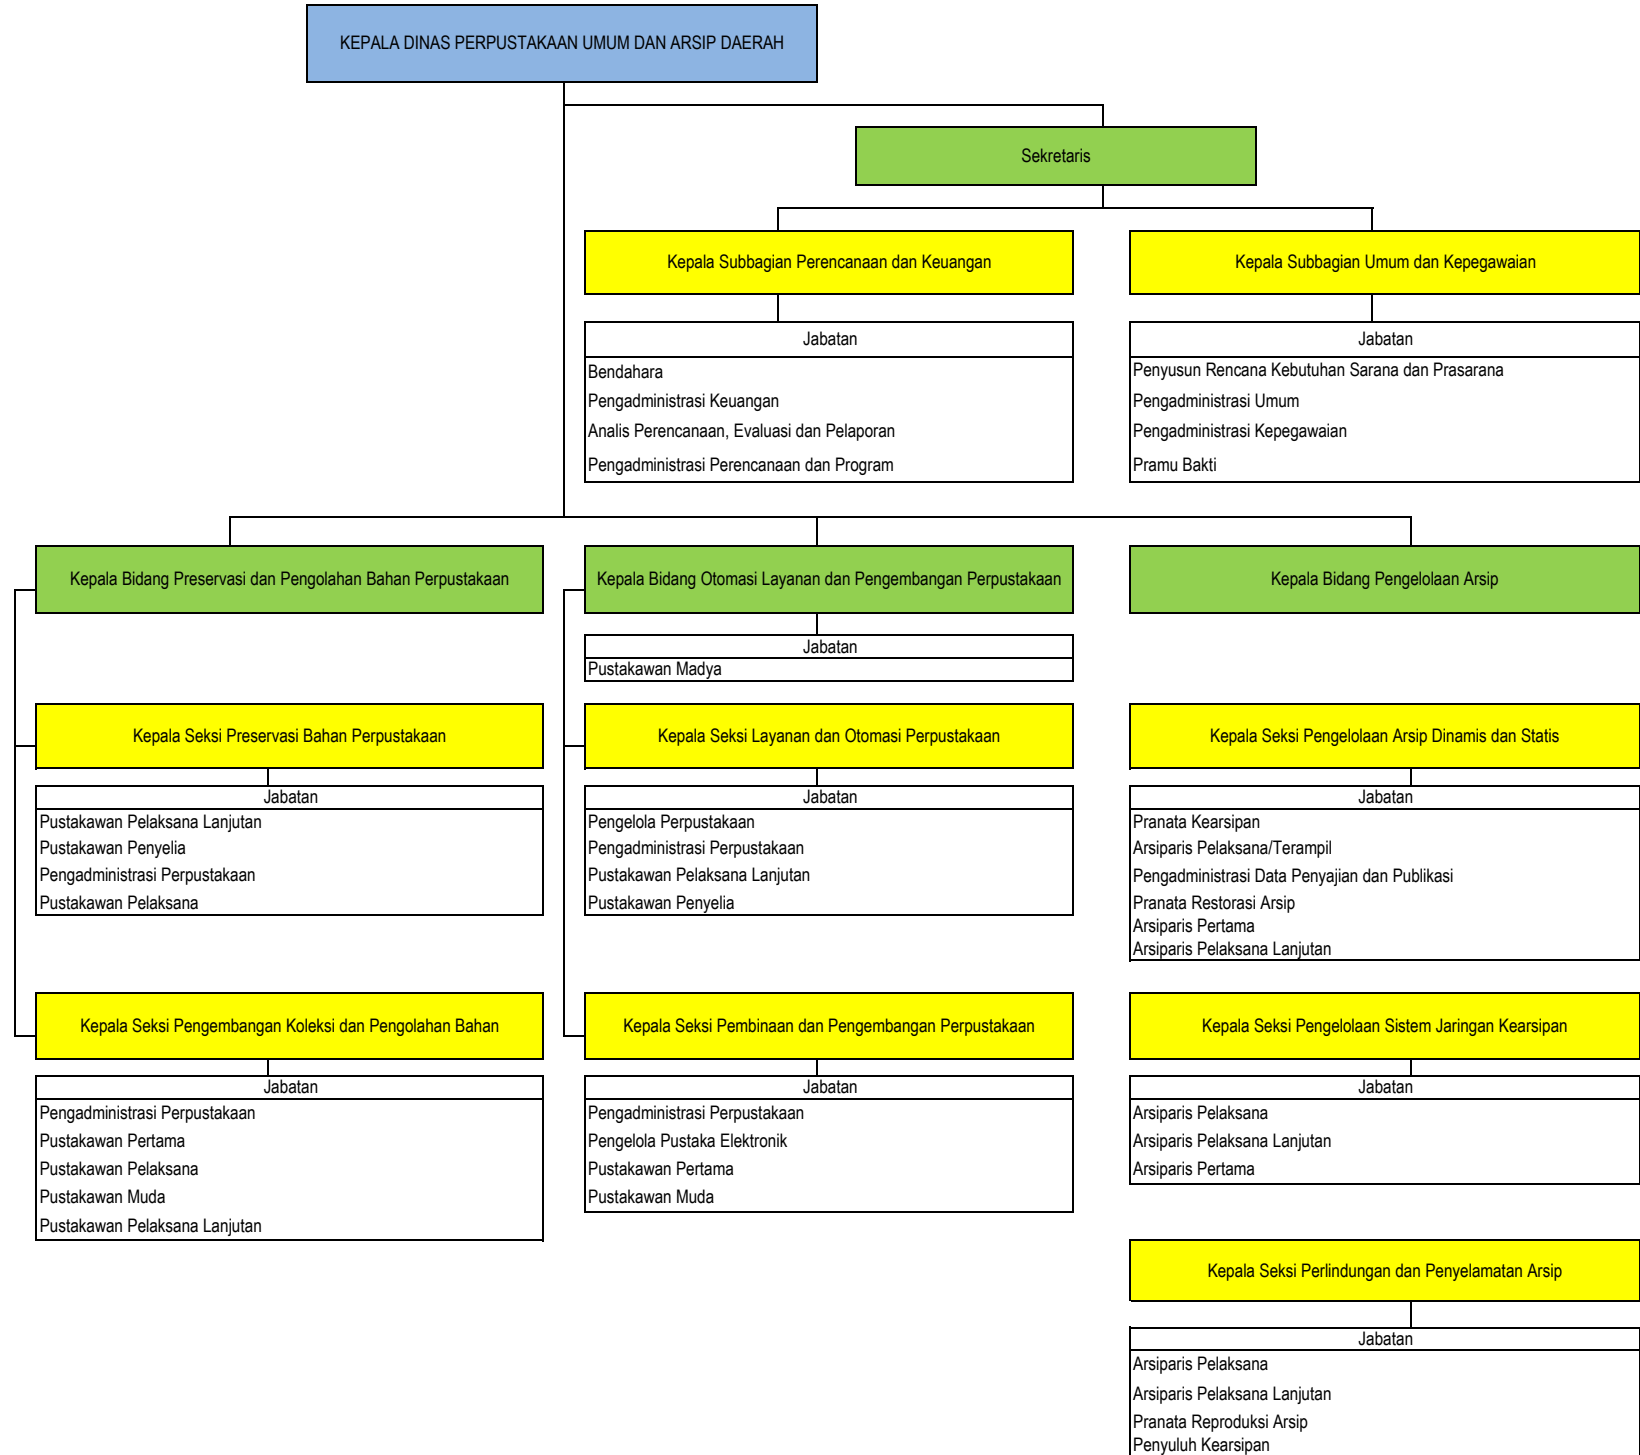 KEPALA DINAS PERPUSTAKAAN UMUM DAN ARSIP DAERAH
Sekretaris
Kepala Subbagian Perencanaan dan Keuangan
Jabatan
Bendahara
Pengadministrasi Keuangan
Analis Perencanaan, Evaluasi dan Pelaporan
Pengadministrasi Perencanaan dan Program
Kepala Subbagian Umum dan Kepegawaian
Jabatan
Penyusun Rencana Kebutuhan Sarana dan Prasarana
Pengadministrasi Umum
Pengadministrasi Kepegawaian
Pramu Bakti
Kepala Bidang Preservasi dan Pengolahan Bahan Perpustakaan
Kepala Seksi Preservasi Bahan Perpustakaan
Jabatan
Pustakawan Pelaksana Lanjutan
Pustakawan Penyelia
Pengadministrasi Perpustakaan
Pustakawan Pelaksana
Kepala Seksi Pengembangan Koleksi dan Pengolahan Bahan
Jabatan
Pengadministrasi Perpustakaan
Pustakawan Pertama
Pustakawan Pelaksana
Pustakawan Muda
Pustakawan Pelaksana Lanjutan
Kepala Bidang Otomasi Layanan dan Pengembangan Perpustakaan
Jabatan
Pustakawan Madya
Kepala Seksi Layanan dan Otomasi Perpustakaan
Jabatan
Pengelola Perpustakaan
Pengadministrasi Perpustakaan
Pustakawan Pelaksana Lanjutan
Pustakawan Penyelia
Kepala Seksi Pembinaan dan Pengembangan Perpustakaan
Jabatan
Pengadministrasi Perpustakaan
Pengelola Pustaka Elektronik
Pustakawan Pertama
Pustakawan Muda
Kepala Bidang Pengelolaan Arsip
Kepala Seksi Pengelolaan Arsip Dinamis dan Statis
Jabatan
Pranata Kearsipan
Arsiparis Pelaksana/Terampil
Pengadministrasi Data Penyajian dan Publikasi
Pranata Restorasi Arsip
Arsiparis Pertama
Arsiparis Pelaksana Lanjutan
Kepala Seksi Pengelolaan Sistem Jaringan Kearsipan
Jabatan
Arsiparis Pelaksana
Arsiparis Pelaksana Lanjutan
Arsiparis Pertama
Kepala Seksi Perlindungan dan Penyelamatan Arsip
Jabatan
Arsiparis Pelaksana
Arsiparis Pelaksana Lanjutan
Pranata Reproduksi Arsip
Penyuluh Kearsipan